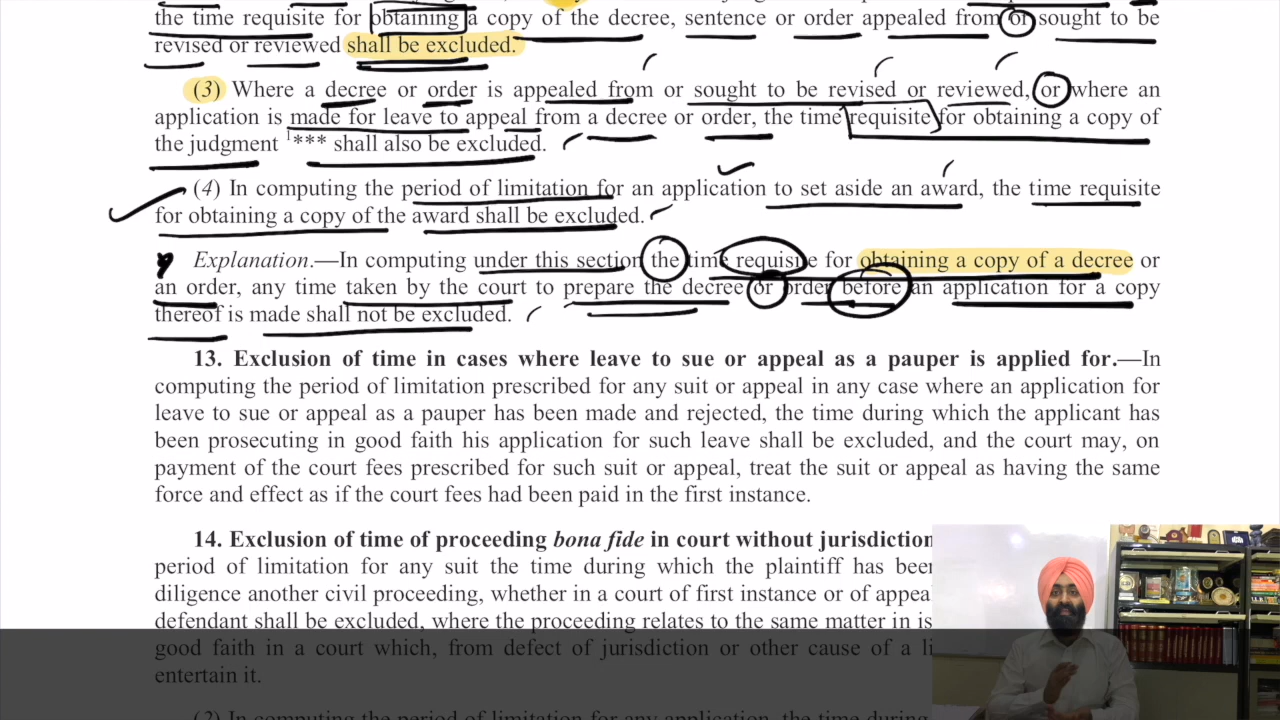 the time requisite for obtaining a copy of the decree, sentence or order appealed from or sought to be
revised or reviewed shall be excluded.
(3) Where a decree or order is appealed from or sought to be revised or reviewed, or where an
application is made for leave to appeal from a decree or order, the time requisite for obtaining a copy of
the judgment 1*** shall also be excluded.
(4) In computing the period of limitation for an application to set aside an award, the time requisite
for obtaining a copy of the award shall be excluded.
Explanation.—In computing under this section the time requisite for obtaining a copy of a decree or
an order, any time taken by the court to prepare the decree or order before an application for a copy
thereof is made shall not be excluded.
13. Exclusion of time in cases where leave to sue or appeal as a pauper is applied for.—In
computing the period of limitation prescribed for any suit or appeal in any case where an application for
leave to sue or appeal as a pauper has been made and rejected, the time during which the applicant has
been prosecuting in good faith his application for such leave shall be excluded, and the court may, on
payment of the court fees prescribed for such suit or appeal, treat the suit or appeal as having the same
force and effect as if the court fees had been paid in the first instance.
14. Exclusion of time of proceeding bona fide in court without jurisdiction
period of limitation for any suit the time during which the plaintiff has
diligence another civil proceeding, whether in a court of first instance or of
defendant shall be excluded, where the proceeding relates to the same matter in
good faith in a court which, from defect of jurisdiction or other cause of a
entertain it.
(2) In computing the period of limitation for any application, the time during